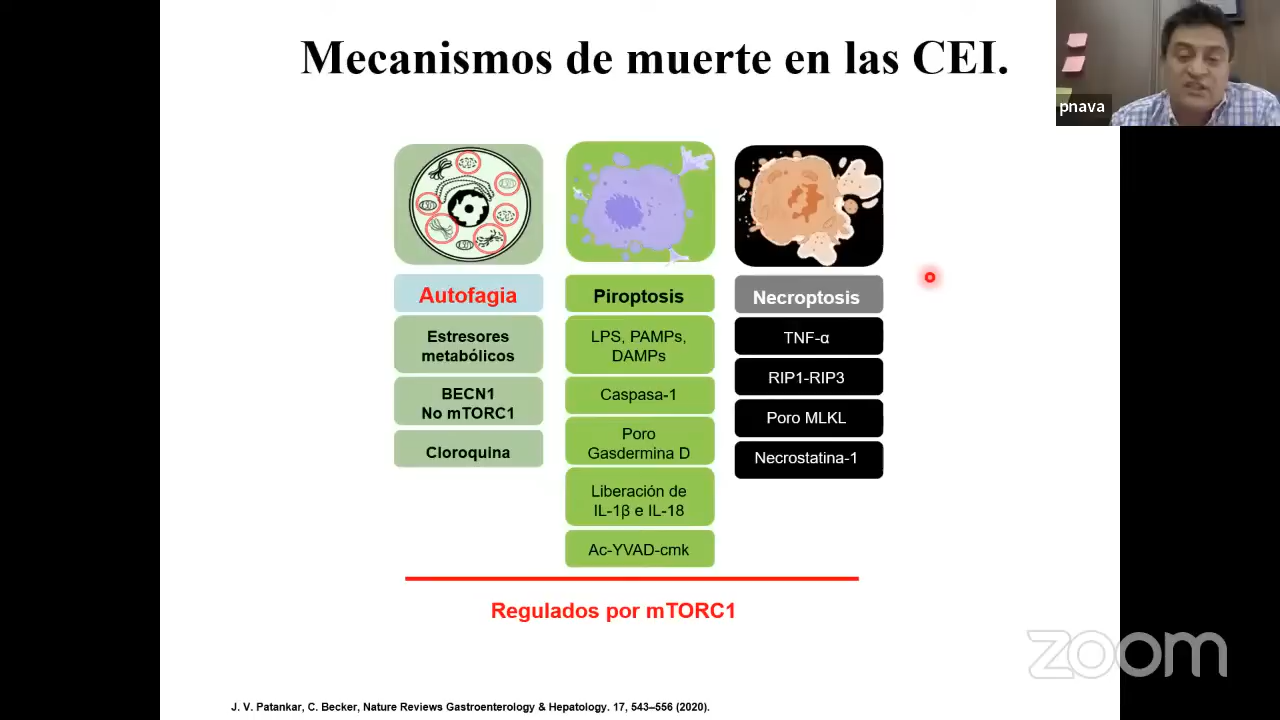 Mecanismos de muerte en las CEI.
pnava
Autofagia
Estresores
metabólicos
BECN1
No mTORC1
Cloroquina
Piroptosis
LPS, PAMPs,
DAMPs
Caspasa-1
Poro
Gasdermina D
Liberación de
IL-1β e IL-18
Ac-YVAD-cmk
Necroptosis
TNF-α
RIP1-RIP3
Poro MLKL
Necrostatina-1
Regulados por mTORC1
zoom
J. V. Patankar, C. Becker, Nature Reviews Gastroenterology & Hepatology. 17, 543–556 (2020).